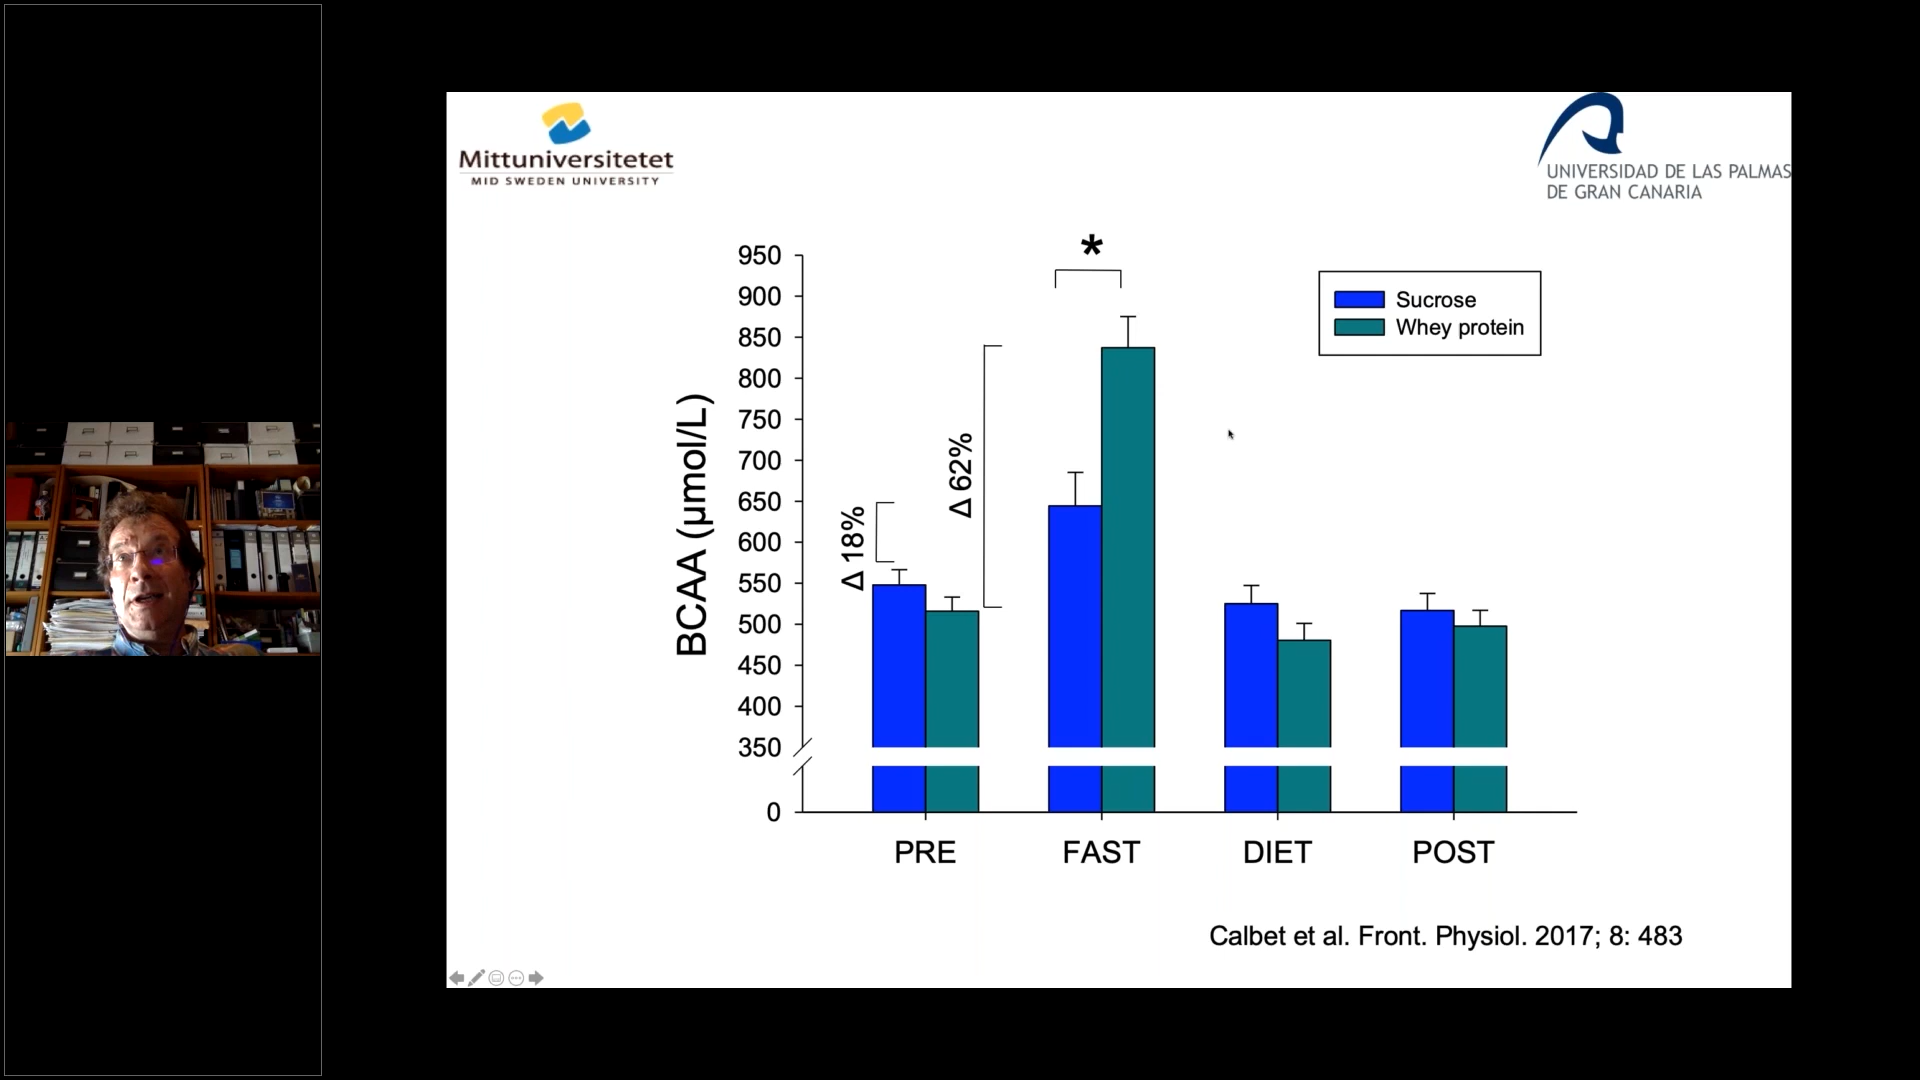 Mittuniversitetet
MID SWEDEN UNIVERSITY
UNIVERSIDAD DE LAS PALMAS
DE GRAN CANARIA
*
950
900
850
800
750
700
650
600
550
500
450
400
350
0
BCAA (μmol/L)
Δ 18%
Δ 62%
Sucrose
Whey protein
PRE
FAST
DIET
POST
Calbet et al. Front. Physiol. 2017; 8: 483